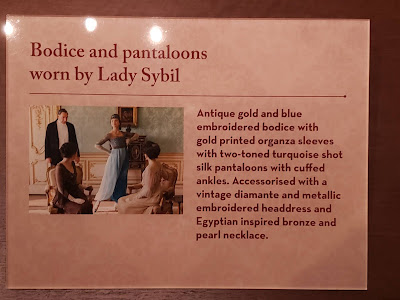 Bodice and pantaloons
worn by Lady Sybil
Antique gold and blue
embroidered bodice with
gold printed organza sleeves
with two-toned turquoise shot
silk pantaloons with cuffed
ankles. Accessorised with a
vintage diamante and metallic
embroidered headdress and
Egyptian inspired bronze and
pearl necklace.